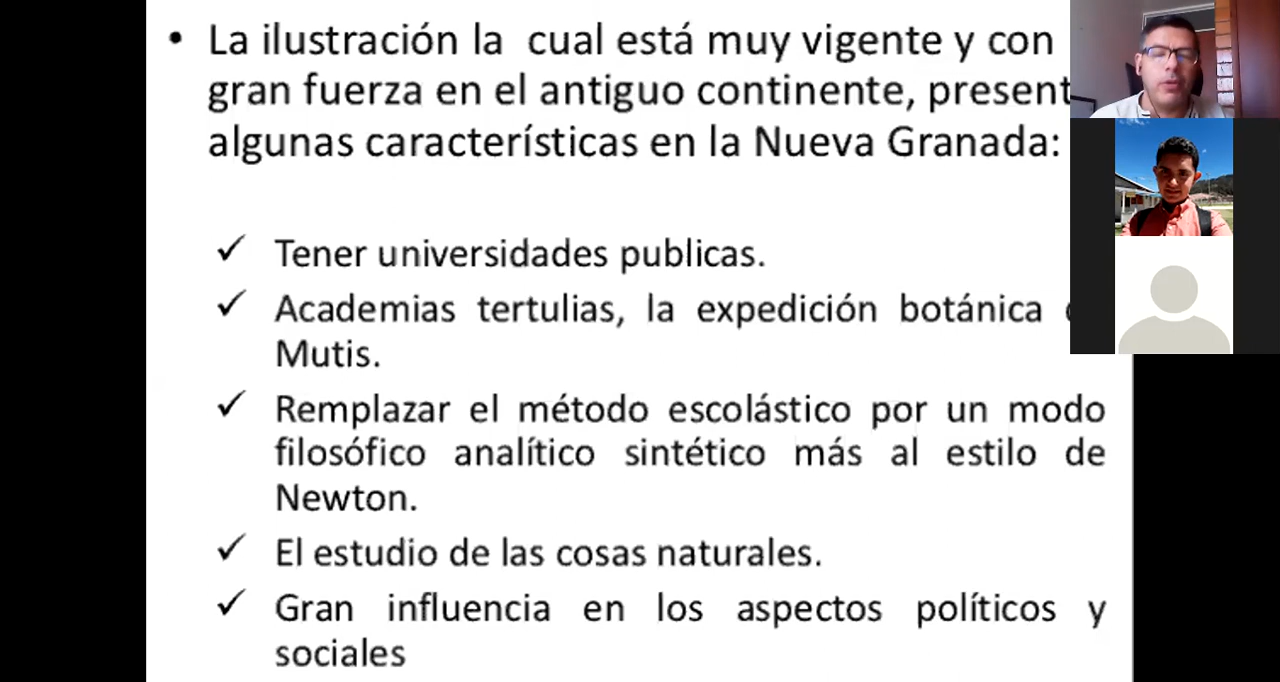 • La ilustración la cual está muy vigente y con
gran fuerza en el antiguo continente, present
algunas características en la Nueva Granada:
✓ Tener universidades publicas.
✓ Academias tertulias, la expedición botánica
Mutis.
✓ Remplazar el método escolástico por un modo
filosófico analítico sintético más al estilo de
Newton.
✓ El estudio de las cosas naturales.
✓ Gran influencia en los aspectos políticos y
sociales